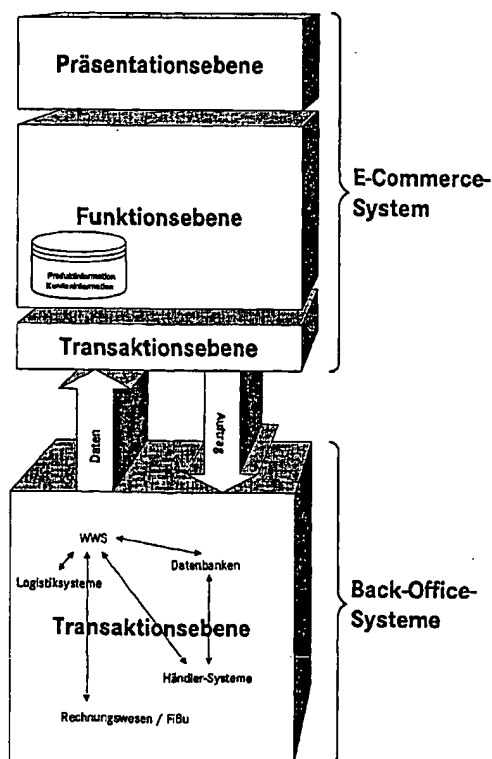 Präsentationsebene
Funktionsebene
Produktinformation
Kundeninformation
E-Commerce-
System
Transaktionsebene
Daten
Auftrag
WWS
Datenbanken
Logistiksysteme
Transaktionsebene
Händler-Systeme
Rechnungswesen / FiBu
Back-Office-
Systeme